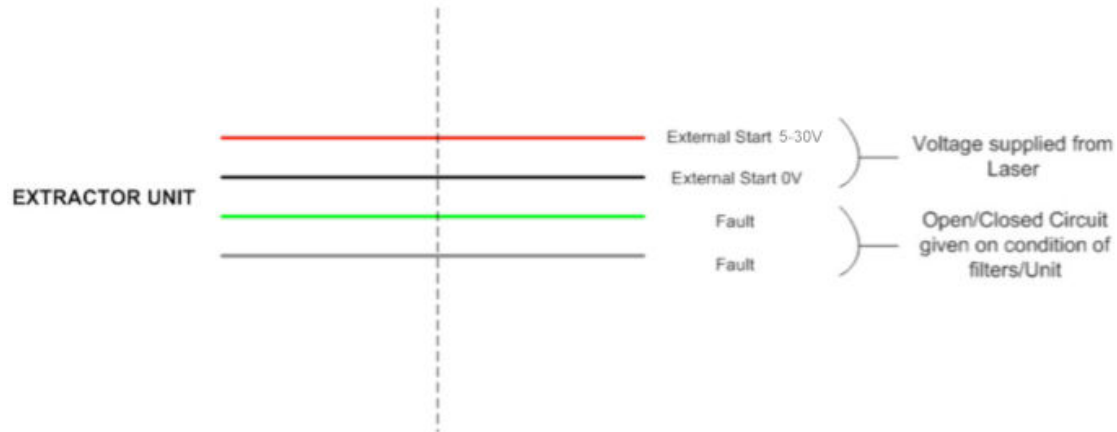 External Start 5-30V
Voltage supplied from
Laser
External Start 0V
EXTRACTOR UNIT
Fault
Open/Closed Circuit
given on condition of
filters/Unit
Fault